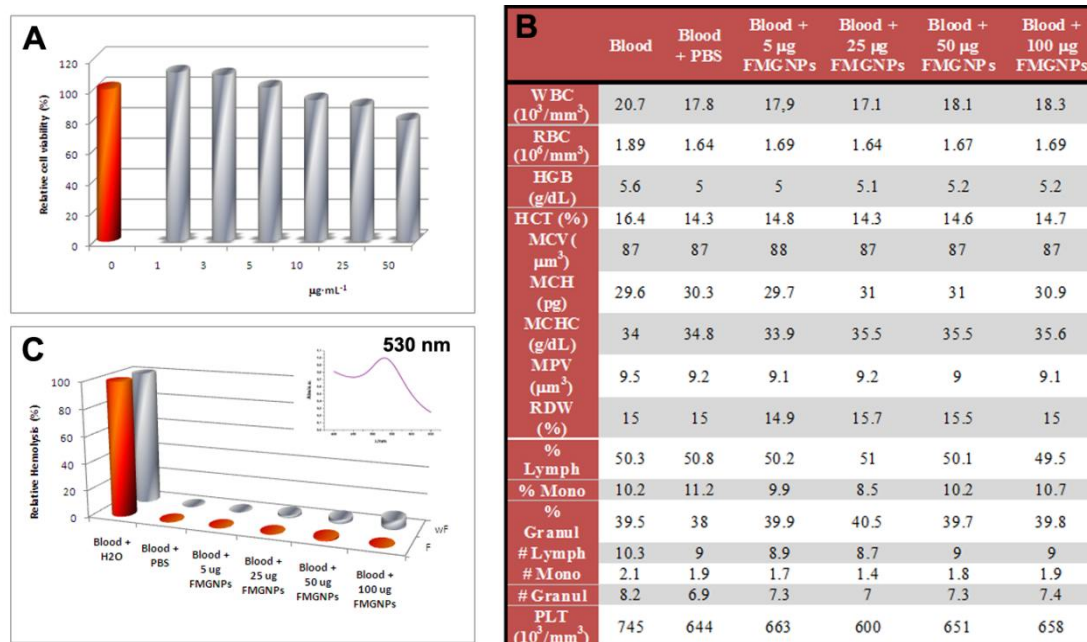 A
120
100
80
60
40
20
0
Relative cell viability (%)
0 1 3 5 10 25 50
µg·mL⁻¹
B
Blood Blood + PBS Blood + 5 µg FMGNPs Blood + 25 µg FMGNPs Blood + 50 µg FMGNPs Blood + 100 µg FMGNPs
WBC (10³/mm³) 20.7 17.8 17,9 17.1 18.1 18.3
RBC (10⁶/mm³) 1.89 1.64 1.69 1.64 1.67 1.69
HGB (g/dL) 5.6 5 5 5.1 5.2 5.2
HCT (%) 16.4 14.3 14.8 14.3 14.6 14.7
MCV( µm³) 87 87 88 87 87 87
MCH (pg) 29.6 30.3 29.7 31 31 30.9
MCHC (g/dL) 34 34.8 33.9 35.5 35.5 35.6
MPV (µm³) 9.5 9.2 9.1 9.2 9 9.1
RDW (%) 15 15 14.9 15.7 15.5 15
% Lymph 50.3 50.8 50.2 51 50.1 49.5
% Mono 10.2 11.2 9.9 8.5 10.2 10.7
% Granul 39.5 38 39.9 40.5 39.7 39.8
# Lymph 10.3 9 8.9 8.7 9 9
# Mono 2.1 1.9 1.7 1.4 1.8 1.9
# Granul 8.2 6.9 7.3 7 7.3 7.4
PLT (10³/mm³) 745 644 663 600 651 658
C
530 nm
100
80
60
40
20
0
Relative Hemolysis (%)
Blood + H2O
Blood + PBS
Blood + 5 ug FMGNPs
Blood + 25 ug FMGNPs
Blood + 50 ug FMGNPs
Blood + 100 ug FMGNPs
wF
F